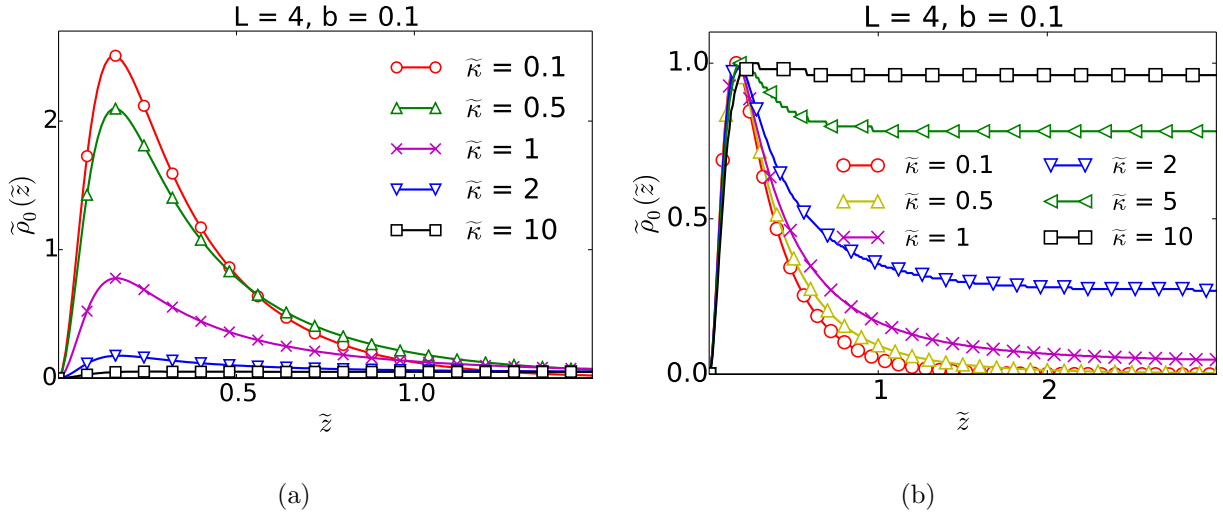 L = 4, b = 0.1
ρ̃₀(z̃)
2
1
0
0.5
1.0
z̃
κ̃ = 0.1
κ̃ = 0.5
κ̃ = 1
κ̃ = 2
κ̃ = 10
(a)
L = 4, b = 0.1
ρ̃₀(z̃)
1.0
0.5
0.0
1
2
z̃
κ̃ = 0.1
κ̃ = 0.5
κ̃ = 1
κ̃ = 2
κ̃ = 5
κ̃ = 10
(b)